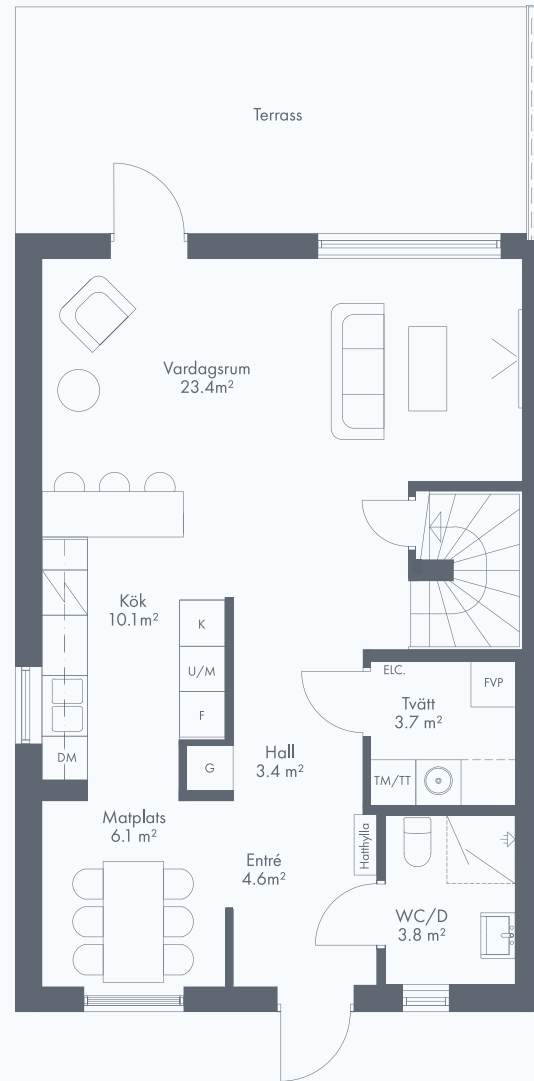 Terrass
Vardagsrum
23.4m²
Kök
10.1m²
K
U/M
F
ELC.
FVP
Tvätt
3.7 m²
Hall
3.4 m²
DM
G
TM/TT
Matplats
6.1 m²
Hatthylla
Entré
4.6m²
WC/D
3.8 m²